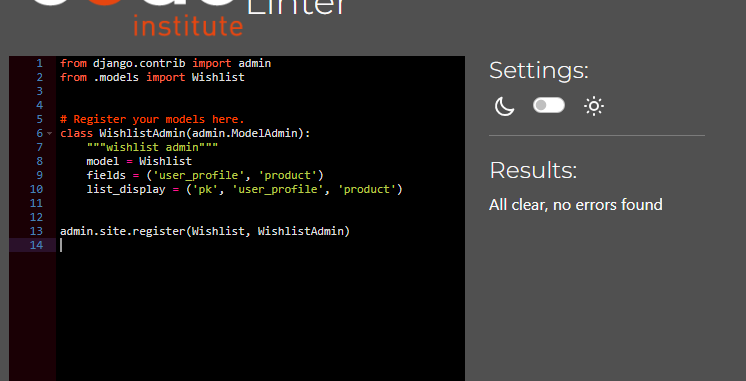 Linter
institute
1 from django.contrib import admin
2 from .models import Wishlist
3
4
5 # Register your models here.
6 class WishlistAdmin(admin.ModelAdmin):
7     """wishlist admin"""
8     model = Wishlist
9     fields = ('user_profile', 'product')
10     list_display = ('pk', 'user_profile', 'product')
11
12
13 admin.site.register(Wishlist, WishlistAdmin)
14
Settings:
Results:
All clear, no errors found